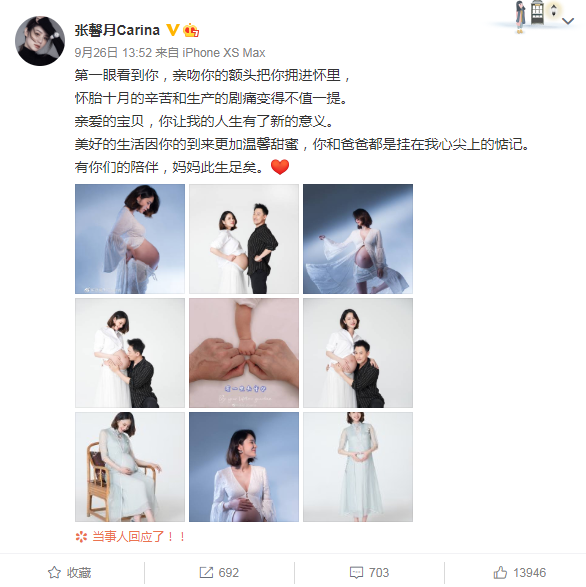 张馨月Carina
9月26日 13:52 来自 iPhone XS Max
第一眼看到你，亲吻你的额头把你拥进怀里，
怀胎十月的辛苦和生产的剧痛变得不值一提。
亲爱的宝贝，你让我的人生有了新的意义。
美好的生活因你的到来更加温馨甜蜜，你和爸爸都是挂在我心尖上的惦记。
有你们的陪伴，妈妈此生足矣。
当事人回应了！！
收藏
692
703
13946